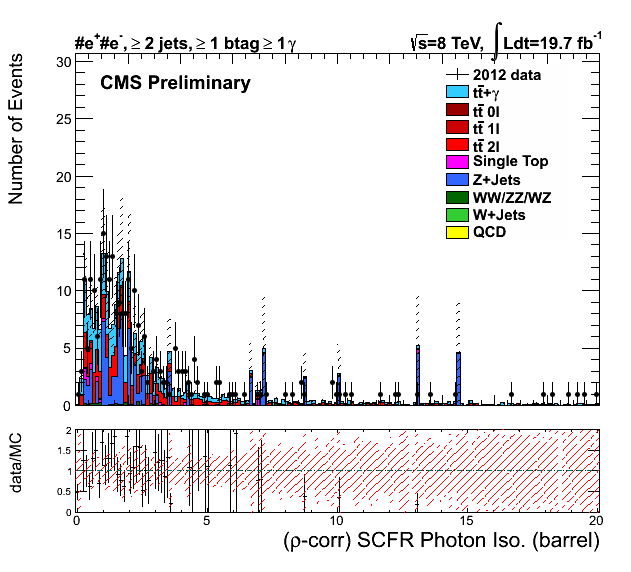 #e⁺#e⁻, ≥ 2 jets, ≥ 1 btag ≥ 1 γ
√s=8 TeV, ∫ Ldt=19.7 fb⁻¹
CMS Preliminary
2012 data
tt̄+γ
tt̄ 0l
tt̄ 1l
tt̄ 2l
Single Top
Z+Jets
WW/ZZ/WZ
W+Jets
QCD
Number of Events
30
25
20
15
10
5
0
data/MC
2
1.5
1
0.5
0
0 5 10 15 20
(ρ-corr) SCFR Photon Iso. (barrel)